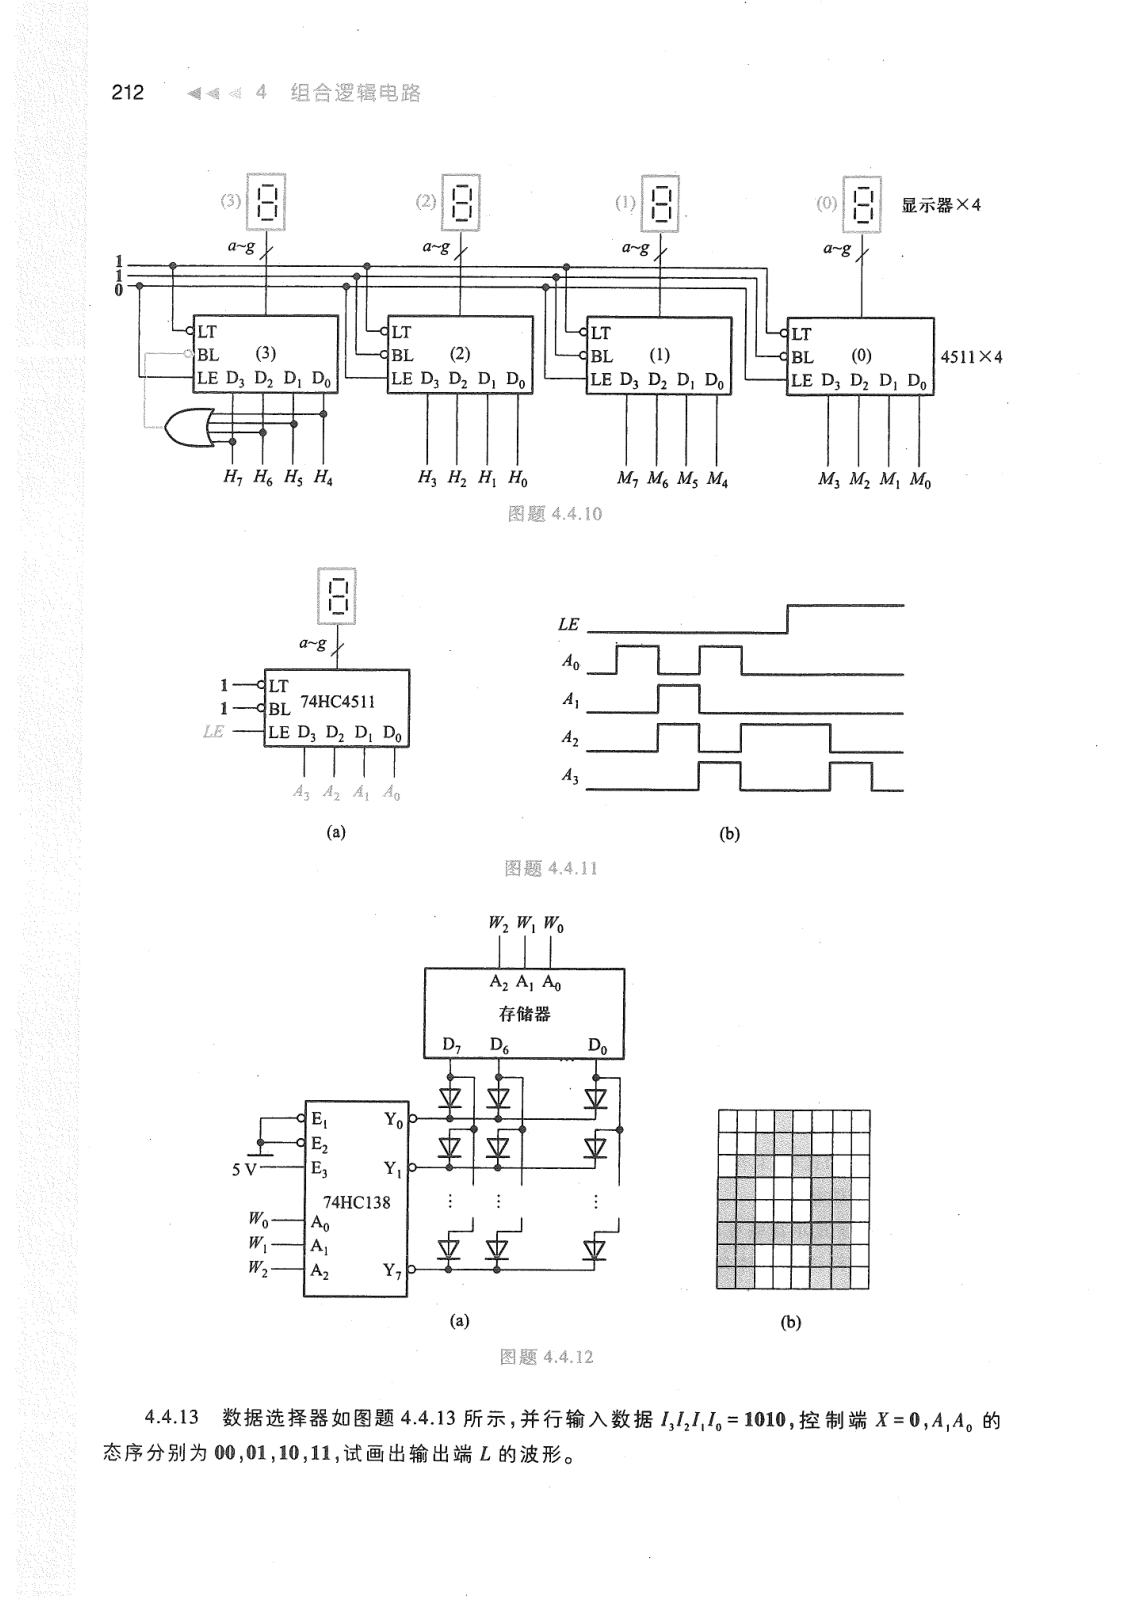 212 4 组合逻辑电路
(3) (2) (1) (0) 显示器×4
a~g a~g a~g a~g
1
1
0
LT LT LT LT
BL (3) BL (2) BL (1) BL (0) 4511×4
LE D₃ D₂ D₁ D₀ LE D₃ D₂ D₁ D₀ LE D₃ D₂ D₁ D₀ LE D₃ D₂ D₁ D₀
H₇ H₆ H₅ H₄ H₃ H₂ H₁ H₀ M₇ M₆ M₅ M₄ M₃ M₂ M₁ M₀
图题 4.4.10
a~g
1 LT
1 BL 74HC4511
LE LE D₃ D₂ D₁ D₀
A₃ A₂ A₁ A₀
(a)
LE
A₀
A₁
A₂
A₃
(b)
图题 4.4.11
W₂ W₁ W₀
A₂ A₁ A₀
存储器
D₇ D₆ ... D₀
E₁ Y₀
E₂
5 V E₃ Y₁
74HC138 ⋮ ⋮ ⋮
W₀ A₀
W₁ A₁
W₂ A₂ Y₇
(a) (b)
图题 4.4.12
4.4.13 数据选择器如图题 4.4.13 所示,并行输入数据 I₃I₂I₁I₀ = 1010,控制端 X = 0,A₁A₀ 的
态序分别为 00,01,10,11,试画出输出端 L 的波形。